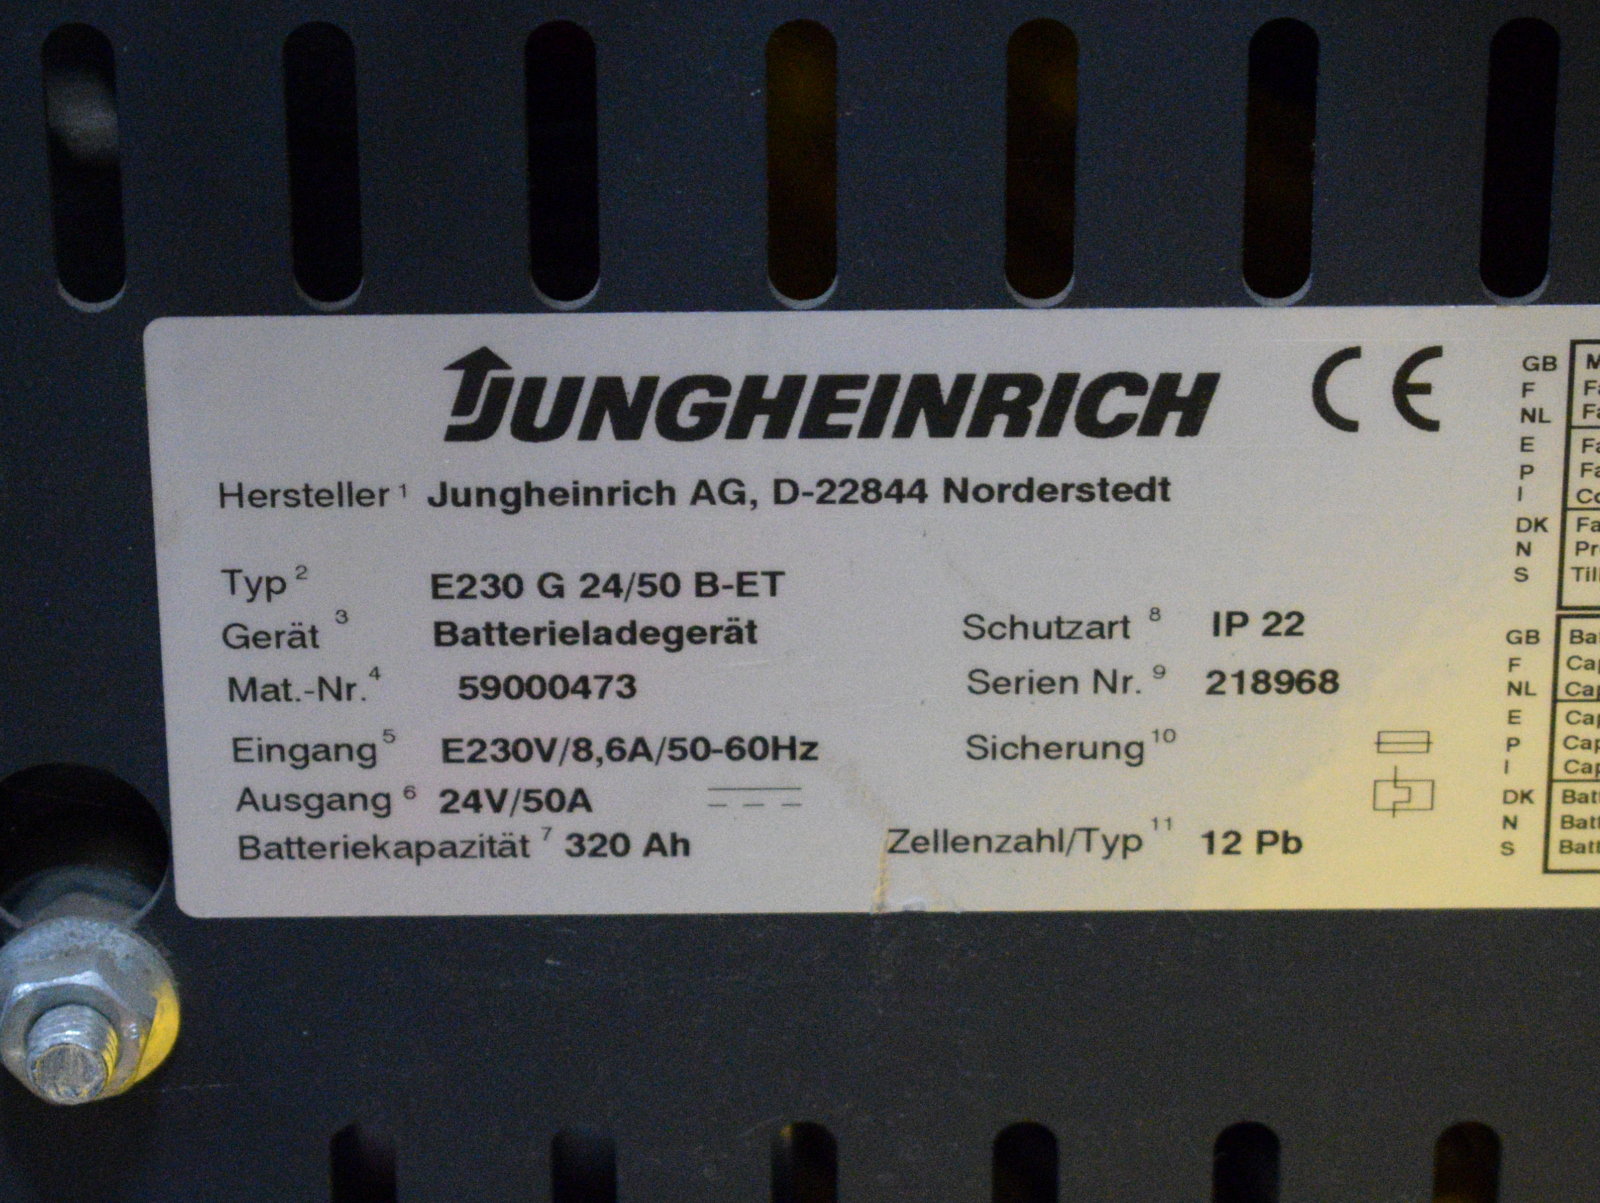 JUNGHEINRICH CE
Hersteller 1 Jungheinrich AG, D-22844 Norderstedt
Typ 2 E230 G 24/50 B-ET
Gerät 3 Batterieladegerät Schutzart 8 IP 22
Mat.-Nr. 4 59000473 Serien Nr. 9 218968
Eingang 5 E230V/8,6A/50-60Hz Sicherung 10
Ausgang 6 24V/50A
Batteriekapazität 7 320 Ah Zellenzahl/Typ 11 12 Pb
GB
F
NL
E
P
I
DK
N
S
GB
F
NL
E
P
I
DK
N
S